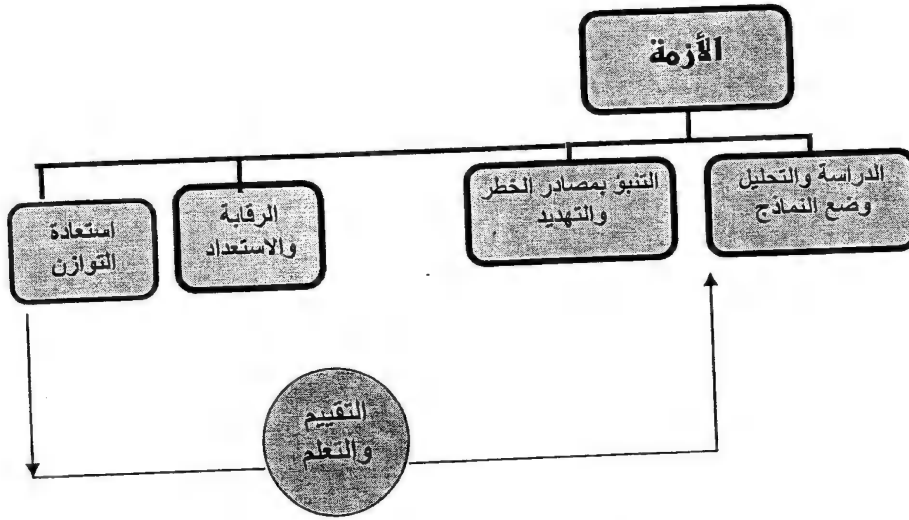 الأزمة
الدراسة والتحليل
وضع النماذج
التنبؤ بمصادر الخطر
والتهديد
الرقابة
والاستعداد
استعادة
التوازن
التقييم
والتعلم